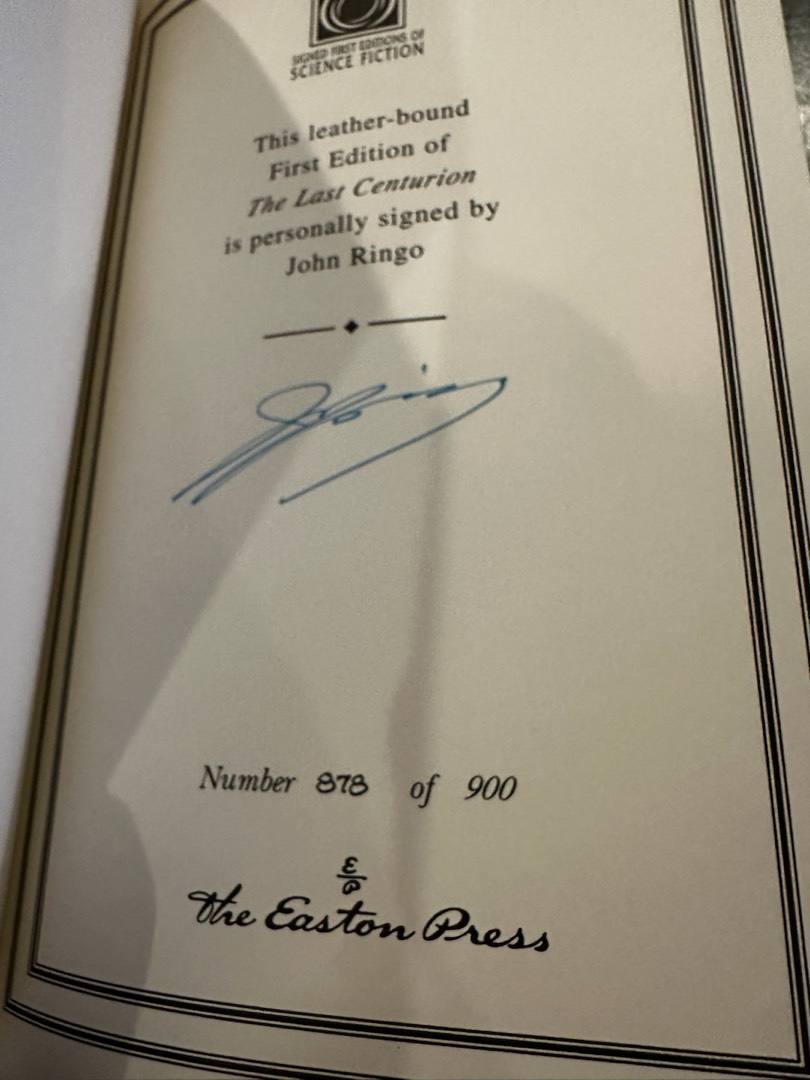 SIGNED FIRST EDITIONS OF
SCIENCE FICTION
This leather-bound
First Edition of
The Last Centurion
is personally signed by
John Ringo
Number 878 of 900
E/P
The Easton Press